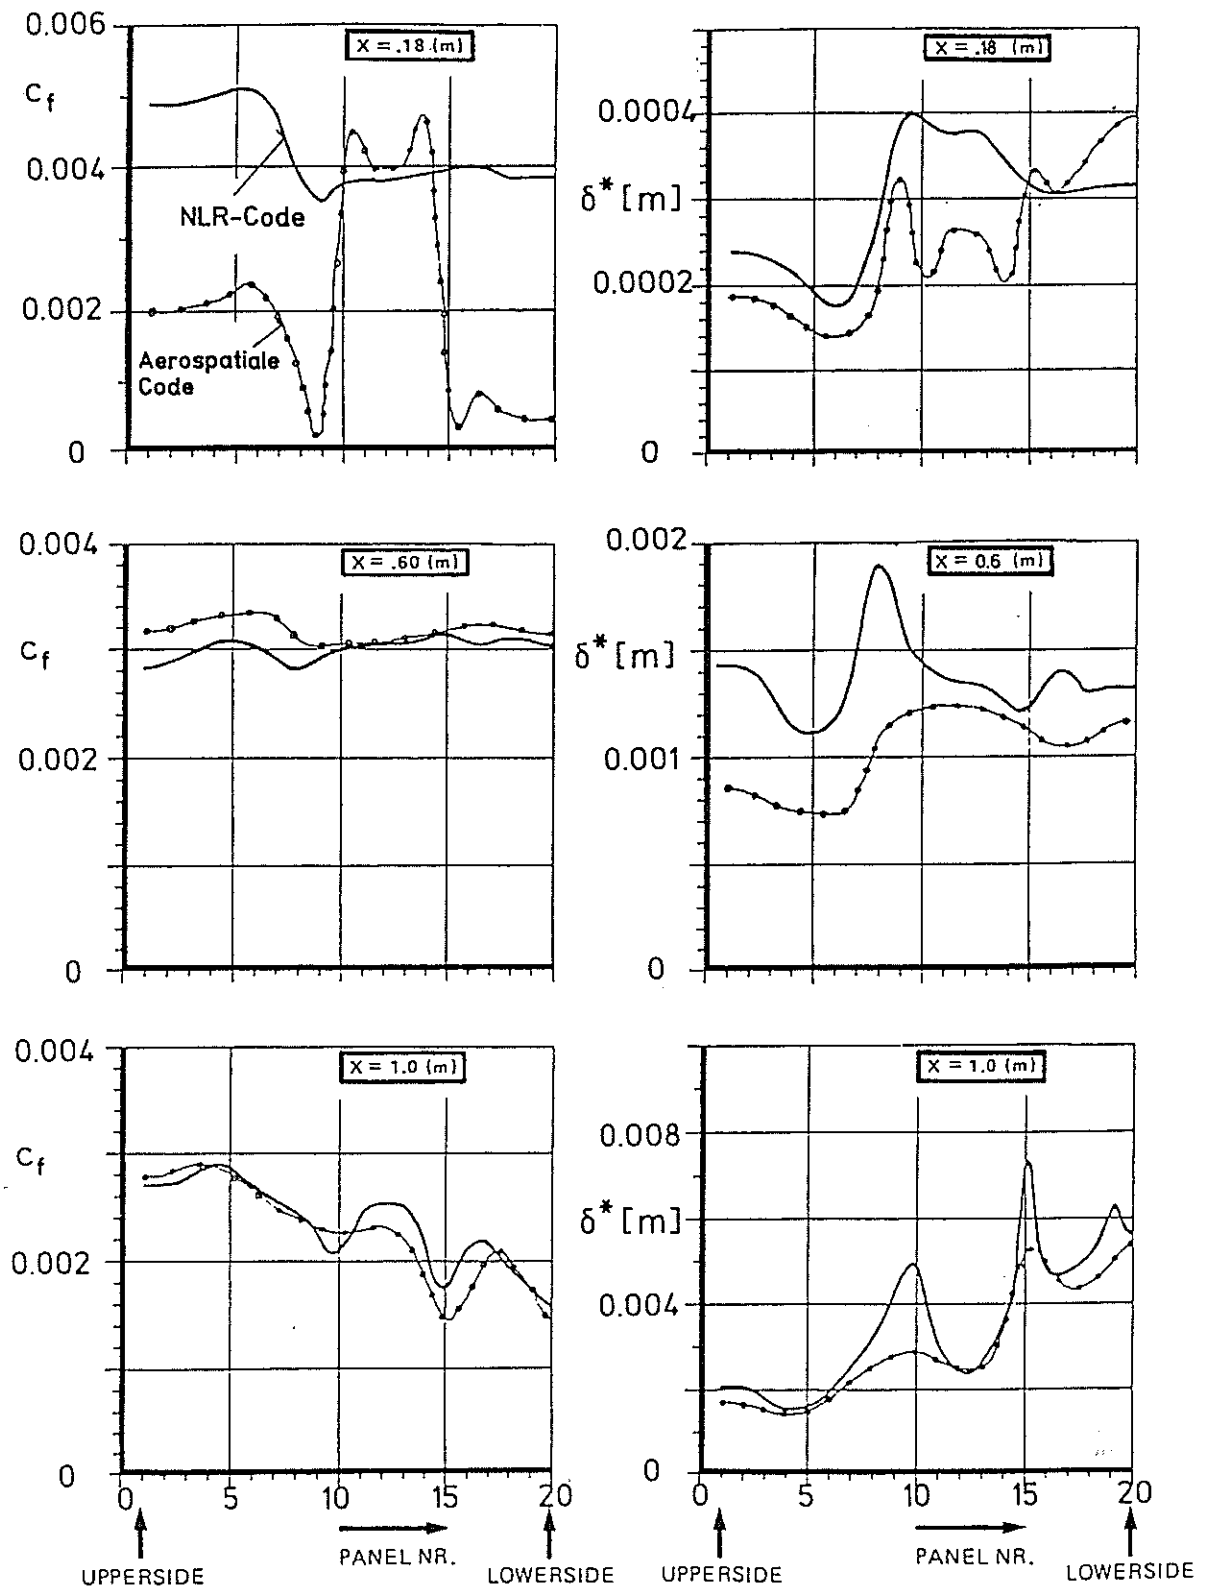 0.006
X = .18 (m)
C_f
0.004
NLR-Code
0.002
Aerospatiale
Code
0
X = .18 (m)
0.0004
δ* [m]
0.0002
0
0.004
X = .60 (m)
C_f
0.002
0
0.002
X = 0.6 (m)
δ* [m]
0.001
0
0.004
X = 1.0 (m)
C_f
0.002
0
0 5 10 15 20
PANEL NR.
UPPERSIDE LOWERSIDE
X = 1.0 (m)
0.008
δ* [m]
0.004
0
0 5 10 15 20
PANEL NR.
UPPERSIDE LOWERSIDE